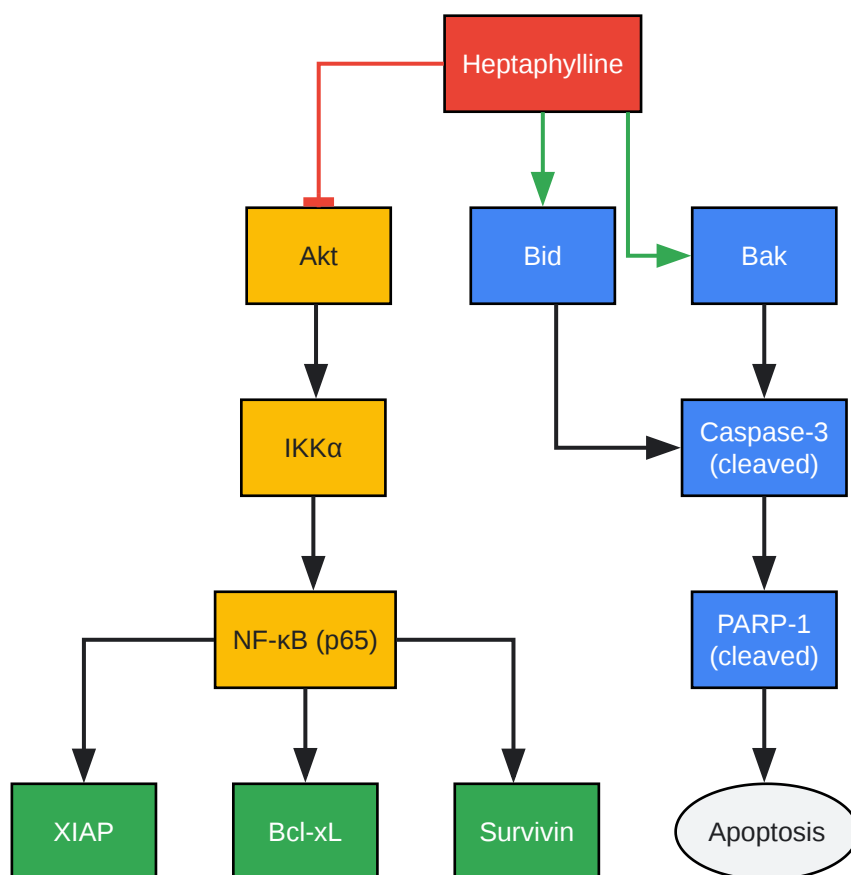 Heptaphylline
Akt
Bid
Bak
IKKα
Caspase-3
(cleaved)
NF-κB (p65)
PARP-1
(cleaved)
XIAP
Bcl-xL
Survivin
Apoptosis